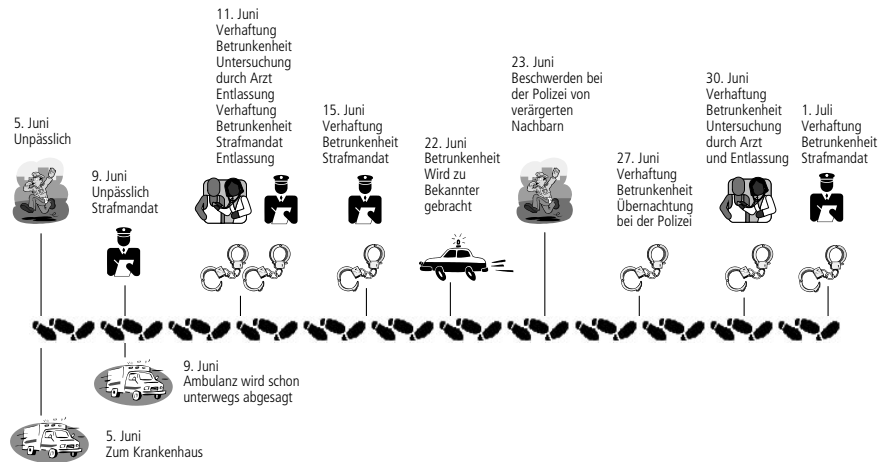 5. Juni
Unpässlich
9. Juni
Unpässlich
Strafmandat
11. Juni
Verhaftung
Betrunkenheit
Untersuchung
durch Arzt
Entlassung
Verhaftung
Betrunkenheit
Strafmandat
Entlassung
15. Juni
Verhaftung
Betrunkenheit
Strafmandat
22. Juni
Betrunkenheit
Wird zu
Bekannter
gebracht
23. Juni
Beschwerden bei
der Polizei von
verärgerten
Nachbarn
27. Juni
Verhaftung
Betrunkenheit
Übernachtung
bei der Polizei
30. Juni
Verhaftung
Betrunkenheit
Untersuchung
durch Arzt
und Entlassung
1. Juli
Verhaftung
Betrunkenheit
Strafmandat
9. Juni
Ambulanz wird schon
unterwegs abgesagt
5. Juni
Zum Krankenhaus